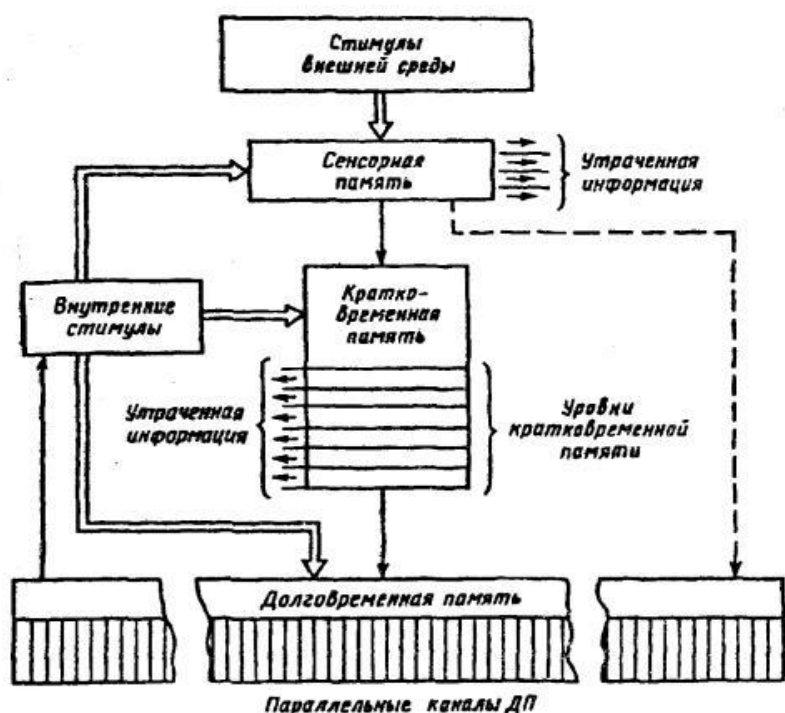 Стимулы
внешней среды
Сенсорная
память
Утраченная
информация
Внутренние
стимулы
Кратко-
временная
память
Утраченная
информация
Уровни
кратковременной
памяти
Долговременная память
Параллельные каналы ДП